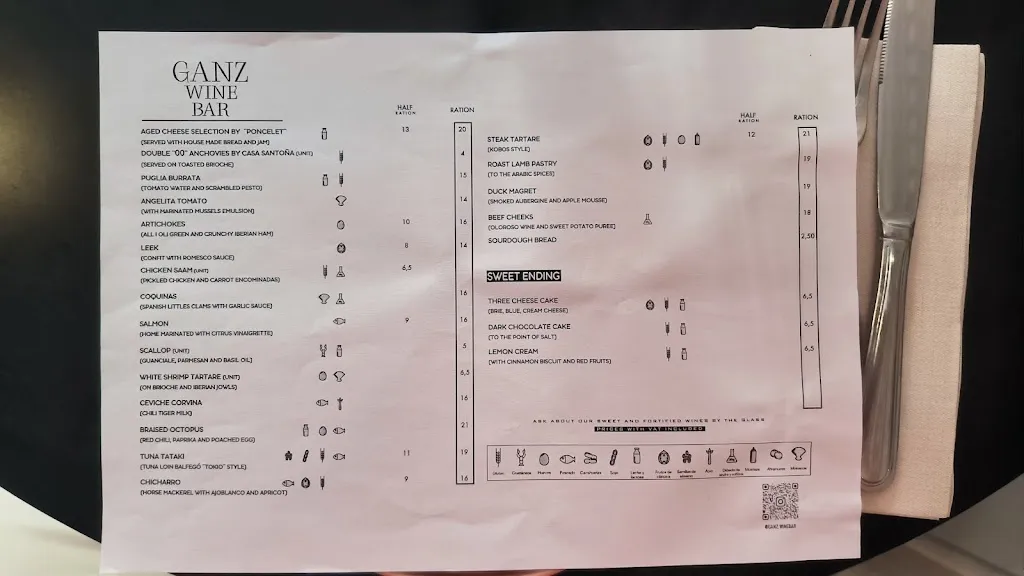 GANZ
WINE
BAR
HALF
RATION
RATION
AGED CHEESE SELECTION BY "PONCELET" 13 20
(SERVED WITH HOUSE MADE BREAD AND JAM)
DOUBLE "00" ANCHOVIES BY CASA SANTOÑA (UNIT) 4
(SERVED ON TOASTED BRIOCHE)
PUGLIA BURRATA 15
(TOMATO WATER AND SCRAMBLED PESTO)
ANGELITA TOMATO 14
(WITH MARINATED MUSSELS EMULSION)
ARTICHOKES 10 16
(ALL I OLI GREEN AND CRUNCHY IBERIAN HAM)
LEEK 8 14
(CONFIT WITH ROMESCO SAUCE)
CHICKEN SAAM (UNIT) 6,5
(PICKLED CHICKEN AND CARROT ENCOMINADAS)
COQUINAS 16
(SPANISH LITTLES CLAMS WITH GARLIC SAUCE)
SALMON 9 16
(HOME MARINATED WITH CITRUS VINAIGRETTE)
SCALLOP (UNIT) 5
(GUANCIALE, PARMESAN AND BASIL OIL)
WHITE SHRIMP TARTARE (UNIT) 6,5
(ON BRIOCHE AND IBERIAN JOWLS)
CEVICHE CORVINA 16
(CHILI TIGER MILK)
BRAISED OCTOPUS 21
(RED CHILI, PAPRIKA AND POACHED EGG)
TUNA TATAKI 11 19
(TUNA LOIN BALFEGÓ "TOKIO" STYLE)
CHICHARRO 9 16
(HORSE MACKEREL WITH AJOBLANCO AND APRICOT)
HALF
RATION
RATION
STEAK TARTARE 12 21
(KOBOS STYLE)
ROAST LAMB PASTRY 19
(TO THE ARABIC SPICES)
DUCK MAGRET 19
(SMOKED AUBERGINE AND APPLE MOUSSE)
BEEF CHEEKS 18
(OLOROSO WINE AND SWEET POTATO PUREE)
SOURDOUGH BREAD 2,50
SWEET ENDING
THREE CHEESE CAKE 6,5
(BRIE, BLUE, CREAM CHEESE)
DARK CHOCOLATE CAKE 6,5
(TO THE POINT OF SALT)
LEMON CREAM 6,5
(WITH CINNAMON BISCUIT AND RED FRUITS)
ASK ABOUT OUR SWEET AND FORTIFIED WINES BY THE GLASS
PRICES WITH VAT INCLUDED
@GANZ.WINEBAR